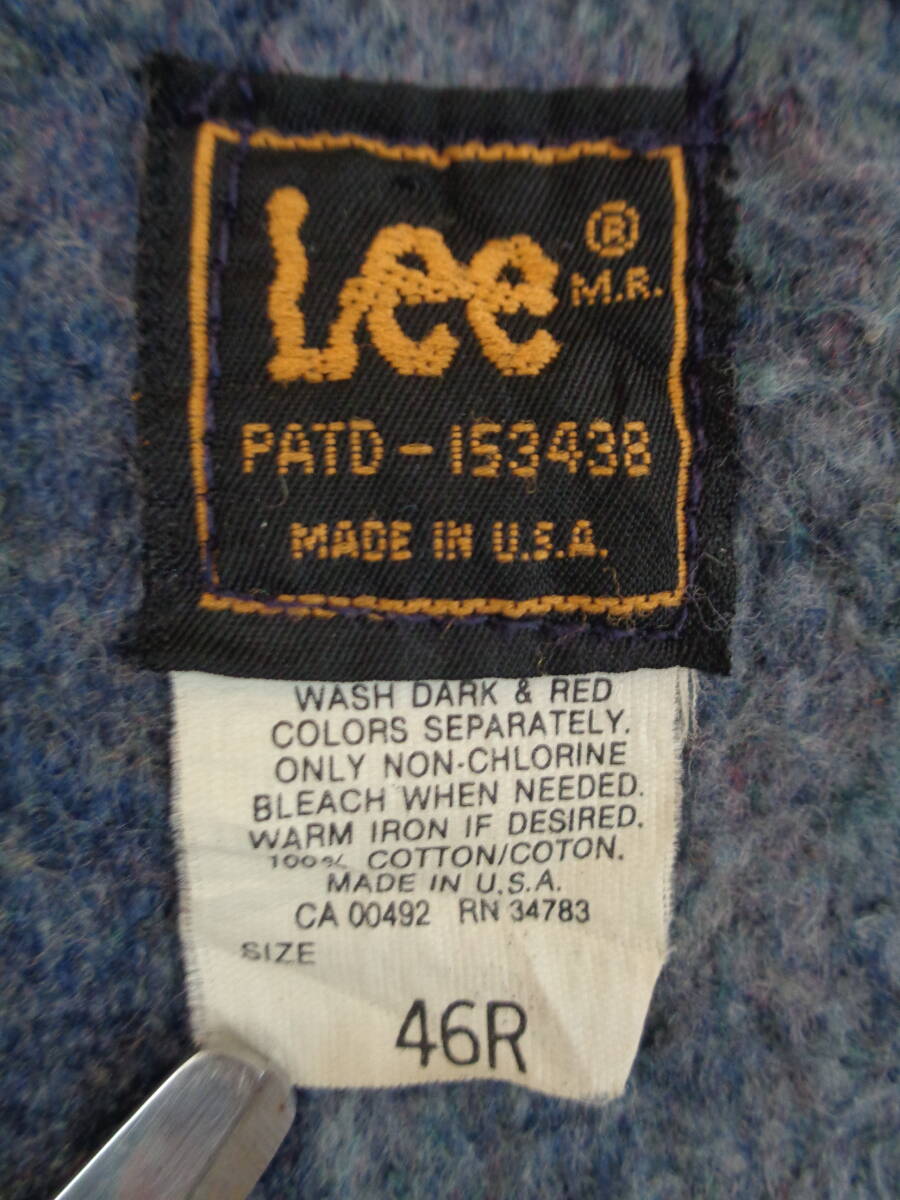 Lee ®
M.R.
PATD-153438
MADE IN U.S.A.
WASH DARK & RED
COLORS SEPARATELY.
ONLY NON-CHLORINE
BLEACH WHEN NEEDED.
WARM IRON IF DESIRED.
100% COTTON/COTON.
MADE IN U.S.A.
CA 00492 RN 34783
SIZE
46R